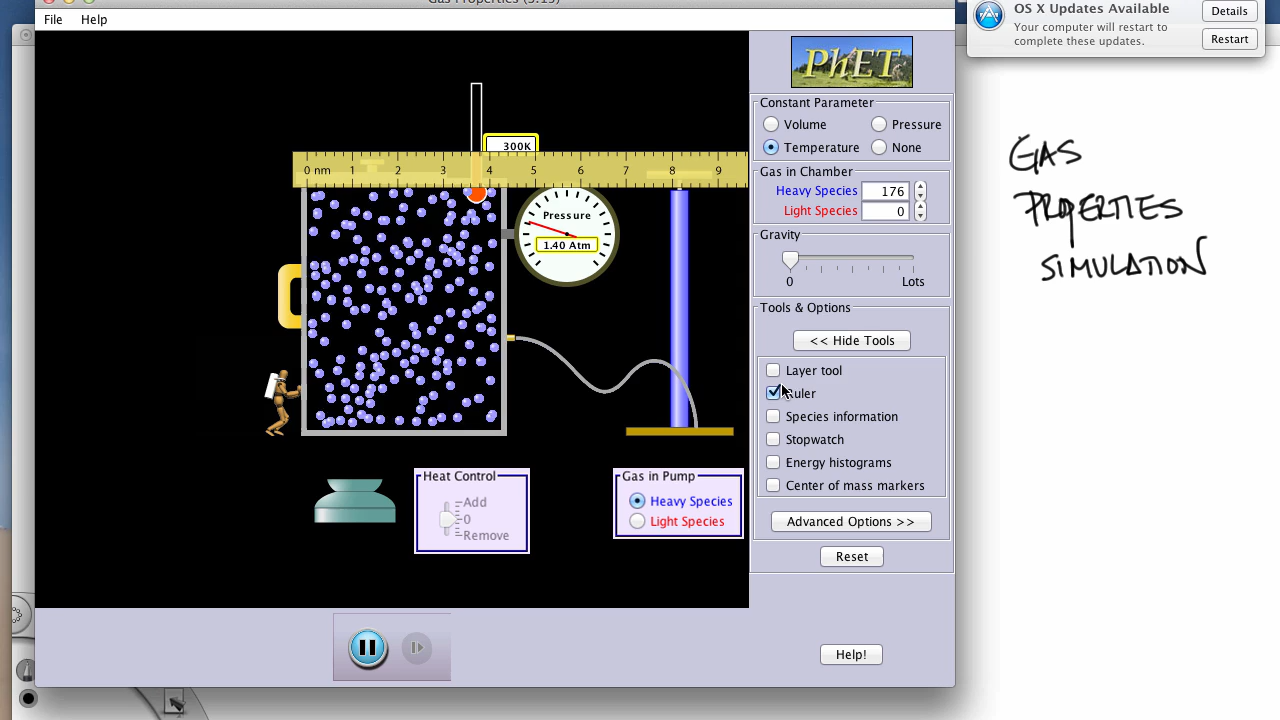 Gas Properties (3.15)
File Help
OS X Updates Available
Your computer will restart to
complete these updates.
Details
Restart
PhET
Constant Parameter
Volume Pressure
Temperature None
Gas in Chamber
Heavy Species 176
Light Species 0
Gravity
0 Lots
Tools & Options
<< Hide Tools
Layer tool
Ruler
Species information
Stopwatch
Energy histograms
Center of mass markers
Advanced Options >>
Reset
Help!
300K
0 nm 1 2 3 4 5 6 7 8 9
Pressure
1.40 Atm
Heat Control
Add
0
Remove
Gas in Pump
Heavy Species
Light Species
GAS
PROPERTIES
SIMULATION